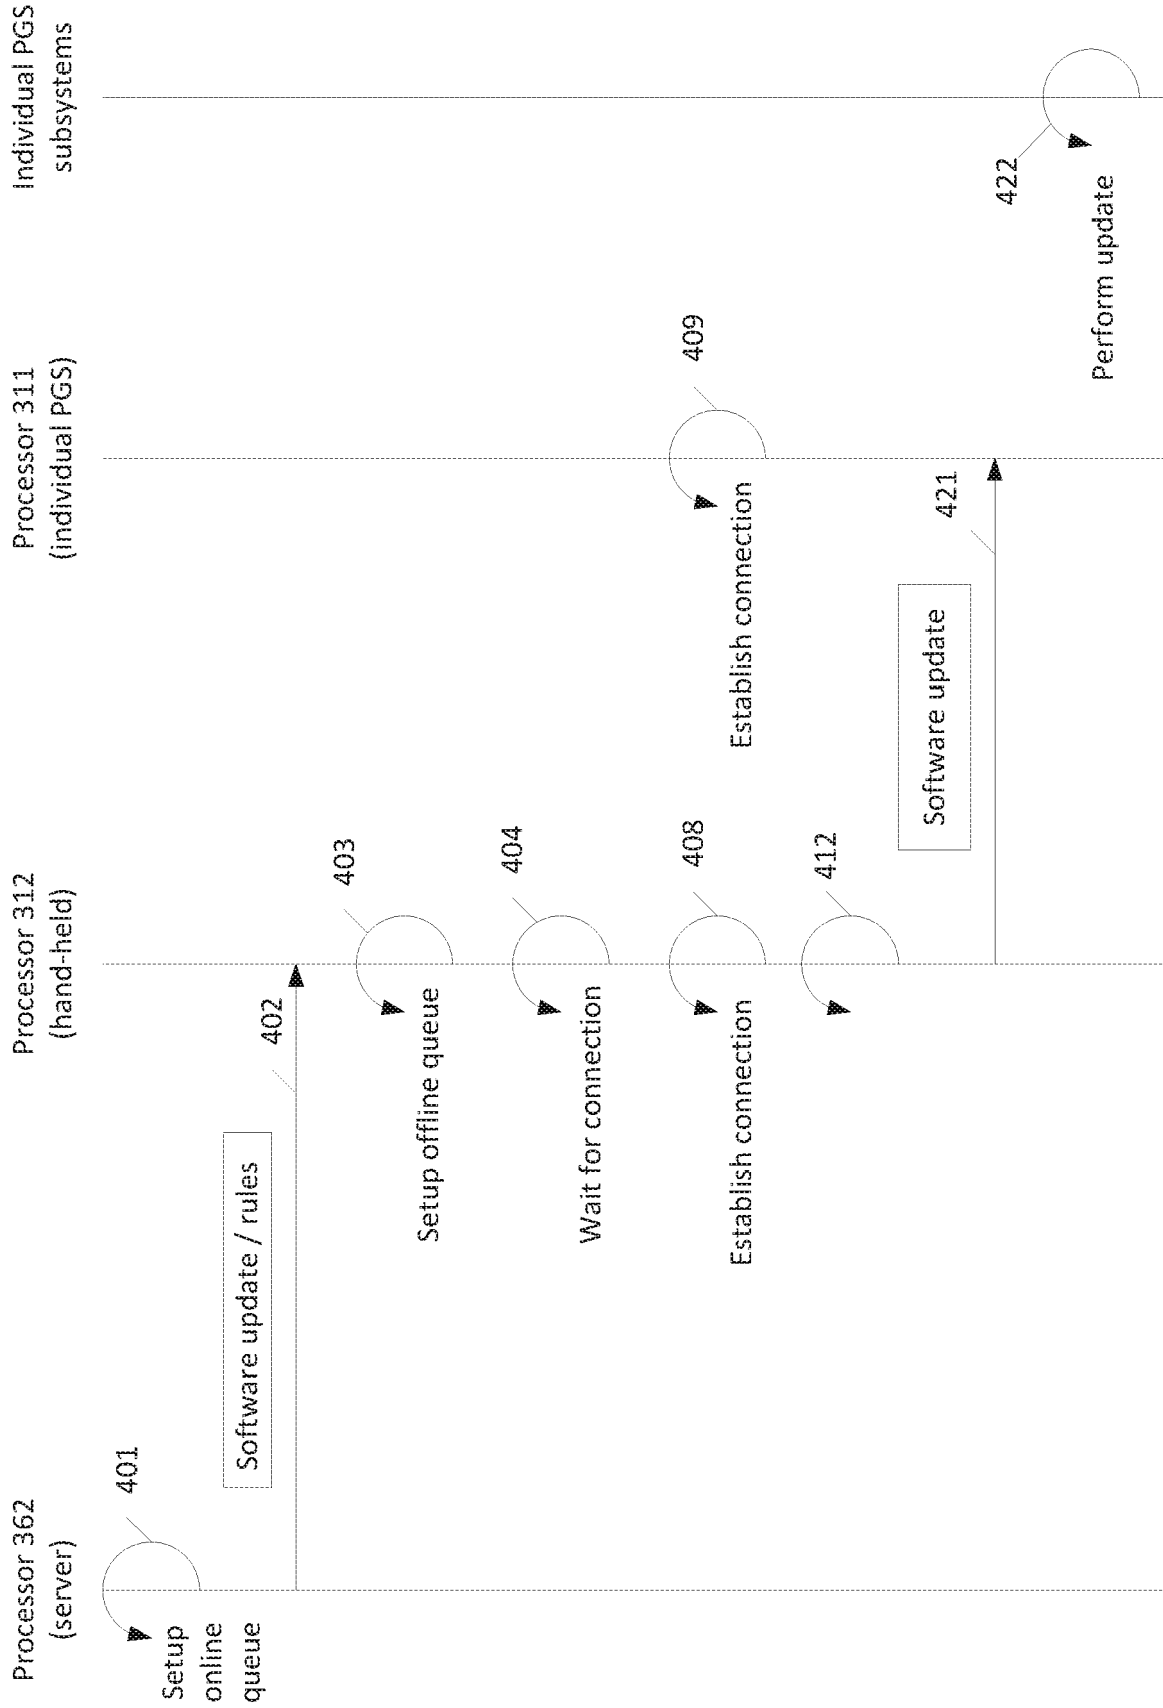 Processor 362
(server)
Processor 312
(hand-held)
Processor 311
(individual PGS)
Individual PGS
subsystems
401
Setup
online
queue
Software update / rules
402
403
Setup offline queue
404
Wait for connection
408
Establish connection
409
Establish connection
412
Software update
421
422
Perform update